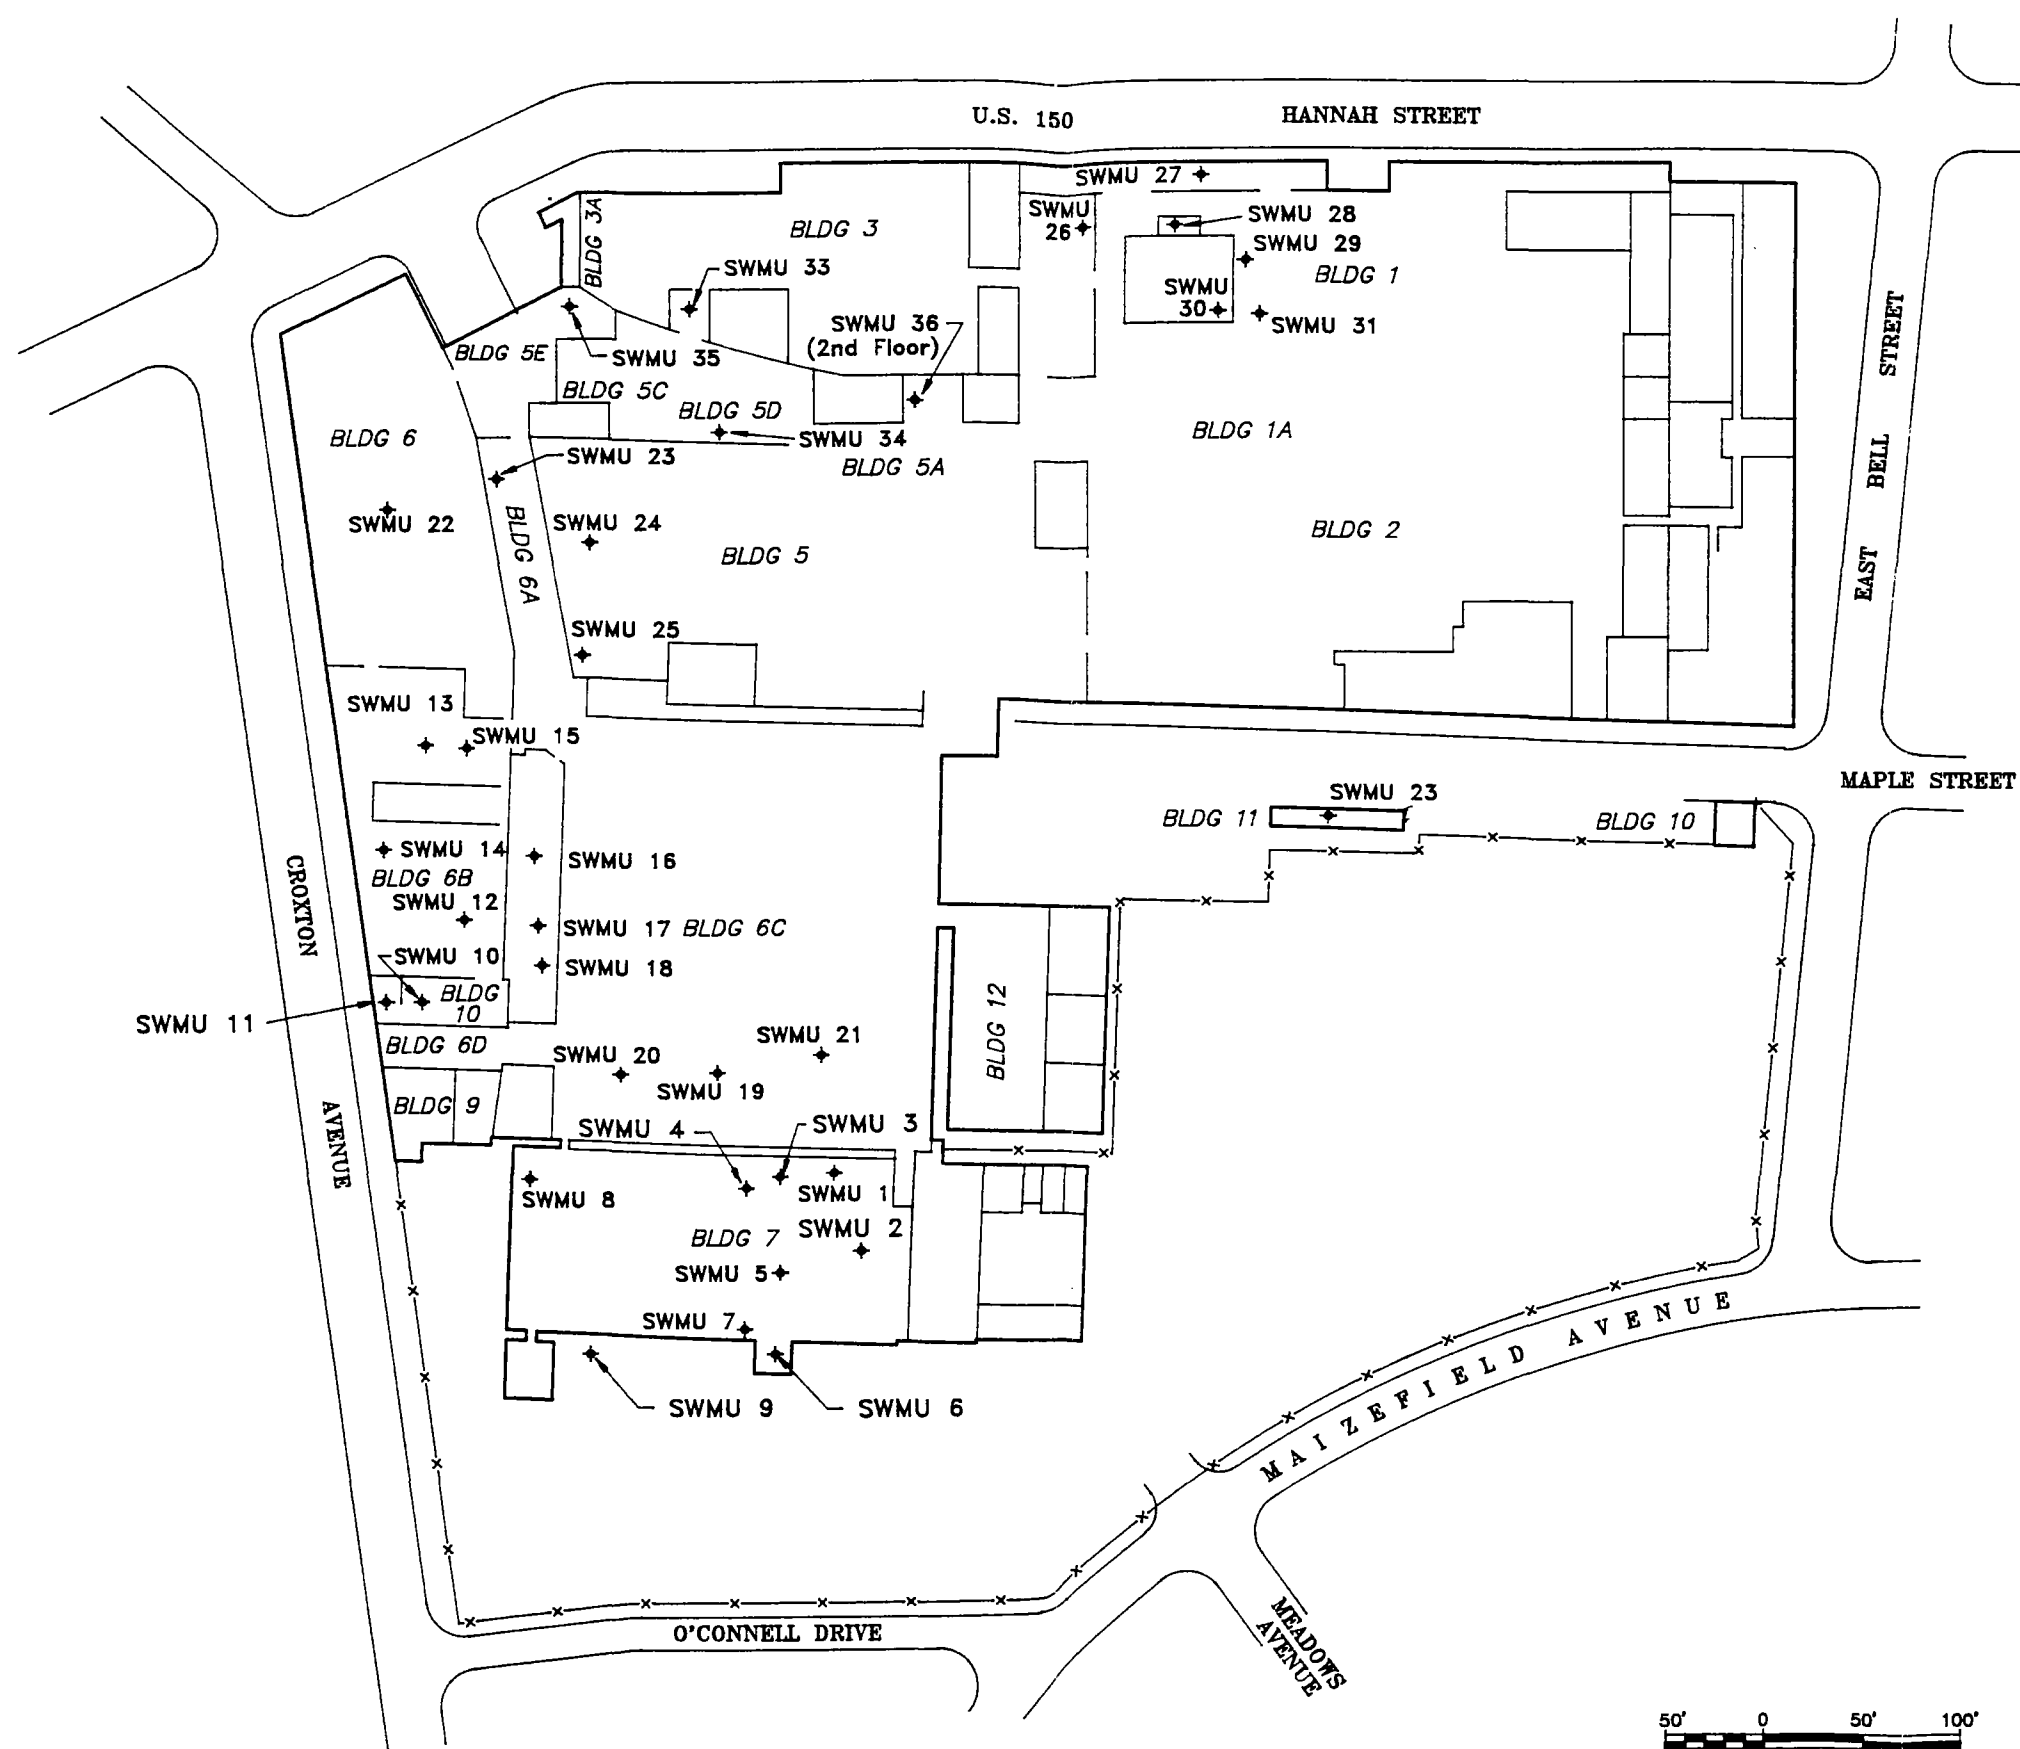 U.S. 150 HANNAH STREET
SWMU 27
BLDG 3A
BLDG 3
SWMU
26
SWMU 28
SWMU 29
BLDG 1
SWMU 33
SWMU
30
SWMU 31
SWMU 36
(2nd Floor)
EAST BELL STREET
BLDG 5E
SWMU 35
BLDG 5C
BLDG 5D
BLDG 6
SWMU 34
BLDG 1A
SWMU 23
BLDG 5A
SWMU 22
BLDG 6A
SWMU 24
BLDG 5
BLDG 2
SWMU 25
SWMU 13
SWMU 15
MAPLE STREET
SWMU 23
BLDG 11
BLDG 10
SWMU 14
SWMU 16
BLDG 6B
SWMU 12
SWMU 17
BLDG 6C
CROXTON
AVENUE
SWMU 10
SWMU 18
BLDG
10
SWMU 11
BLDG 12
BLDG 6D
SWMU 20
SWMU 21
SWMU 19
BLDG 9
SWMU 4
SWMU 3
SWMU 8
SWMU 1
SWMU 2
BLDG 7
SWMU 5
SWMU 7
SWMU 9
SWMU 6
MAIZEFIELD AVENUE
O'CONNELL DRIVE
MEADOWS
AVENUE
50' 0 50' 100'